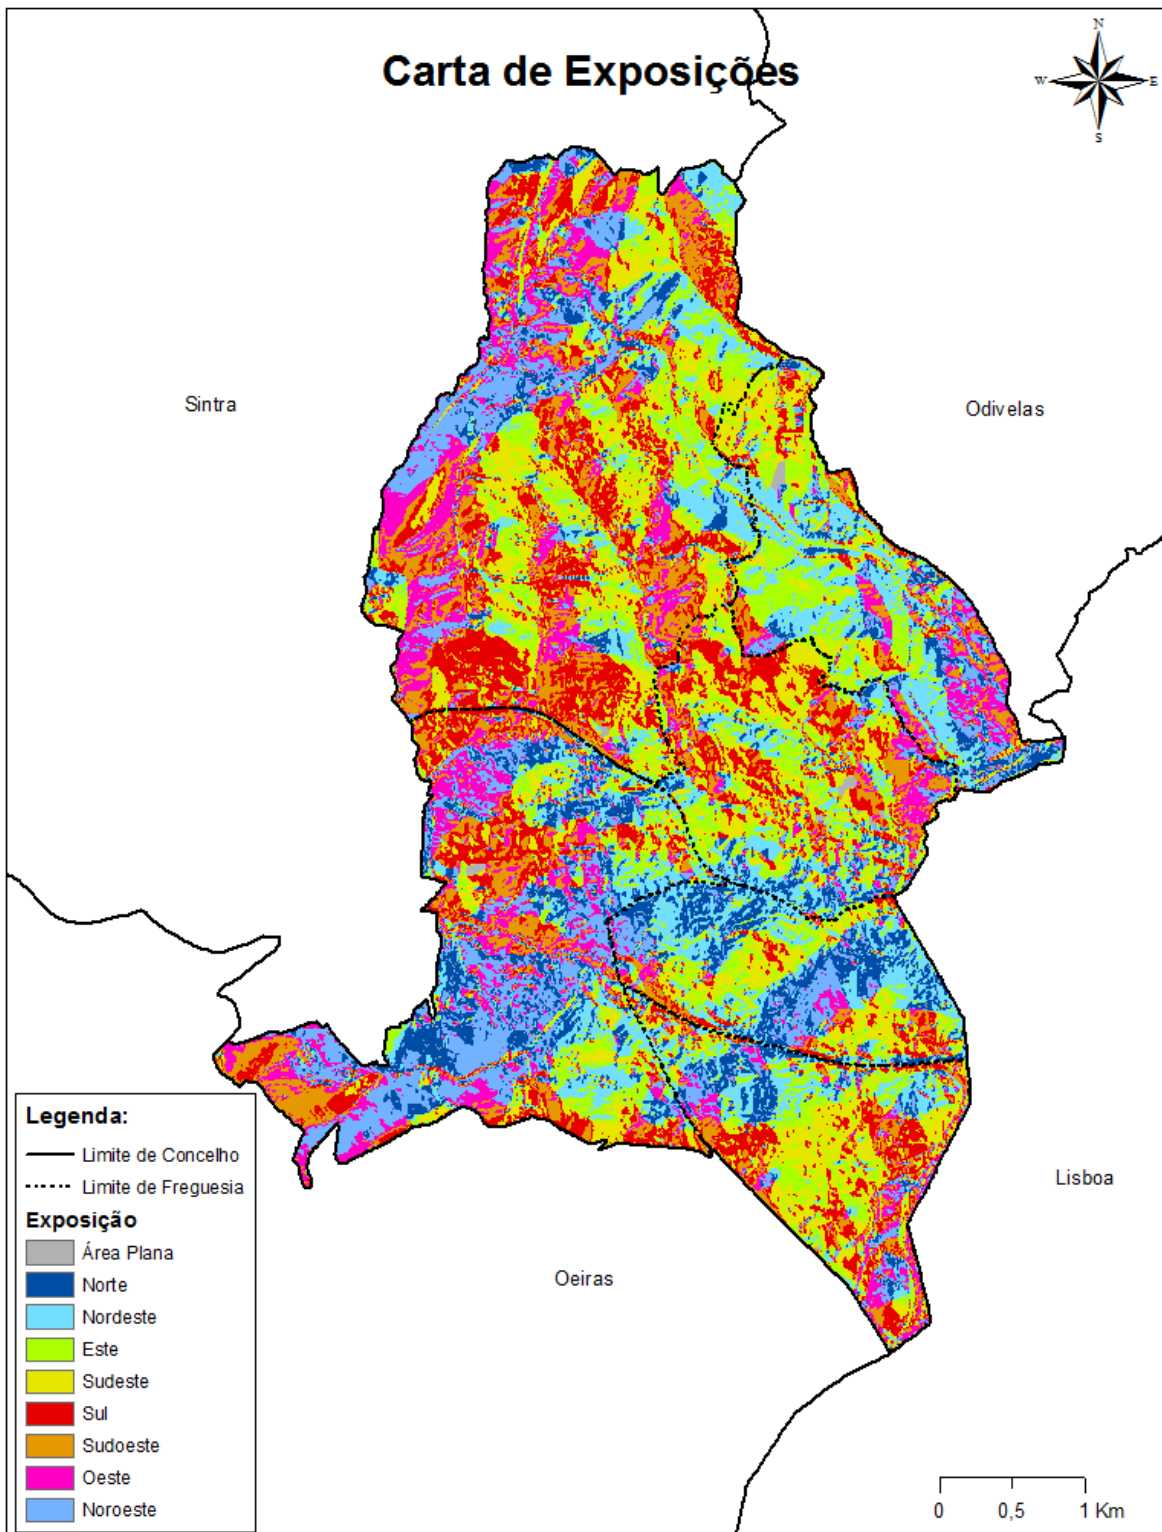 N
Carta de Exposições
W
E
S
Sintra
Odivelas
Legenda:
Limite de Concelho
Limite de Freguesia
Lisboa
Exposição
Área Plana
Oeiras
Norte
Nordeste
Este
Sudeste
Sul
Sudoeste
Oeste
Noroeste
0 0,5 1 Km